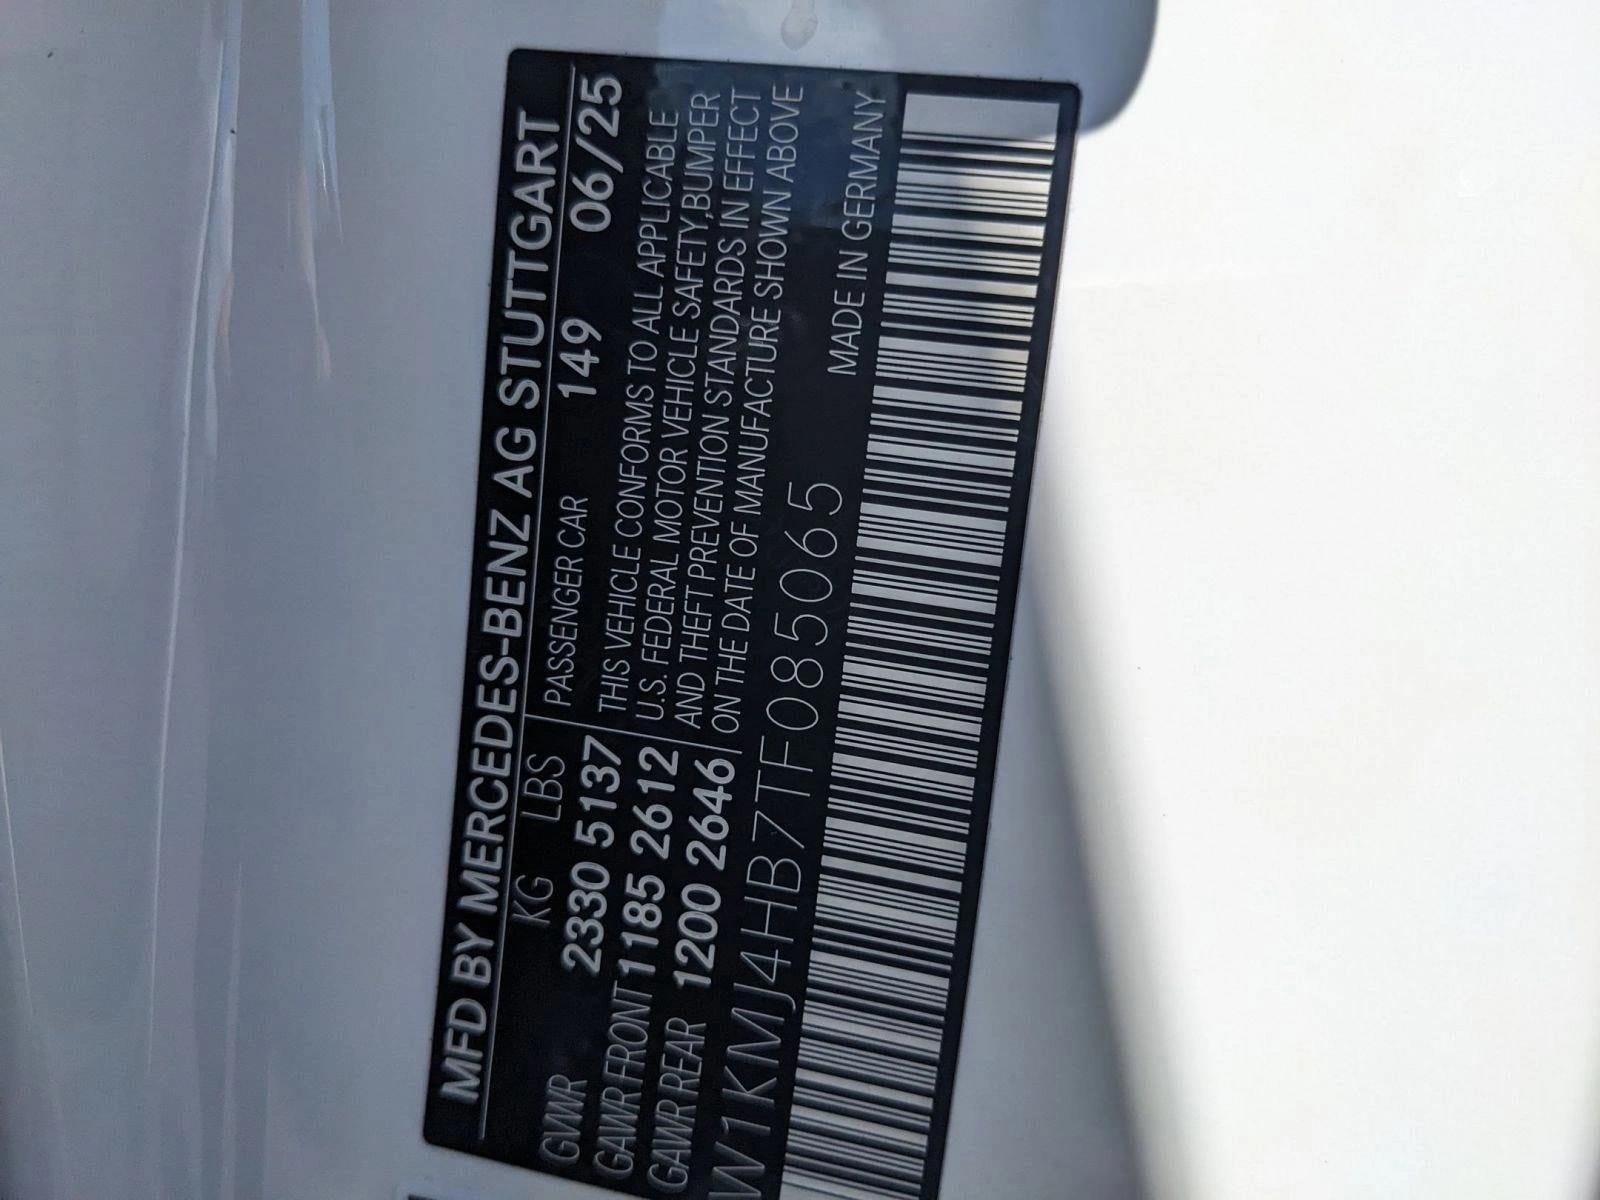 MFD BY MERCEDES-BENZ AG STUTTGART
KG LBS PASSENGER CAR 149 06/25
GVWR 2330 5137 THIS VEHICLE CONFORMS TO ALL APPLICABLE
GAWR FRONT 1185 2612 U.S. FEDERAL MOTOR VEHICLE SAFETY,BUMPER
GAWR REAR 1200 2646 AND THEFT PREVENTION STANDARDS IN EFFECT
ON THE DATE OF MANUFACTURE SHOWN ABOVE
W1KMJ4HB7TF085065 MADE IN GERMANY